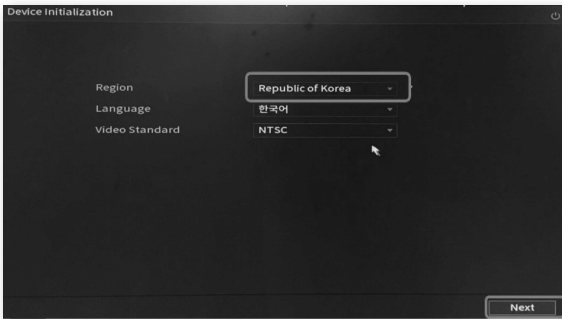 Device Initialization
Region Republic of Korea
Language 한국어
Video Standard NTSC
Next